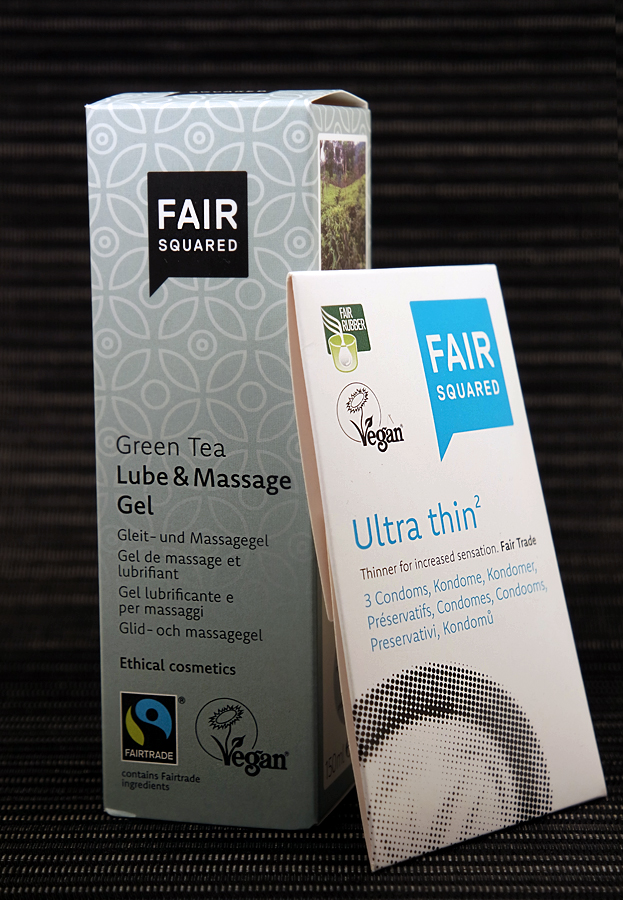 FAIR
SQUARED
Green Tea
Lube & Massage
Gel
Gleit- und Massagegel
Gel de massage et
lubrifiant
Gel lubrificante e
per massaggi
Glid- och massagegel
Ethical cosmetics
FAIRTRADE
®
contains Fairtrade
ingredients
Vegan
FAIR
RUBBER
Vegan
FAIR
SQUARED
Ultra thin²
Thinner for increased sensation. Fair Trade
3 Condoms, Kondome, Kondomer,
Préservatifs, Condomes, Condooms,
Preservativi, Kondomů